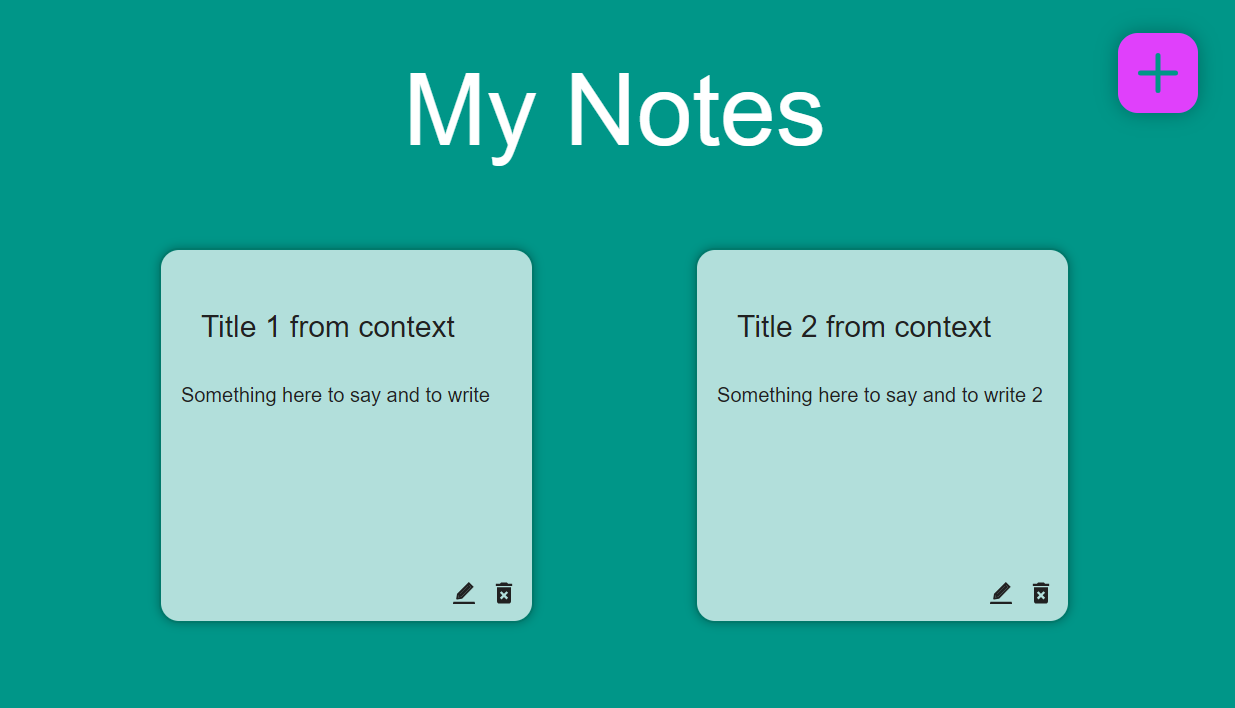 My Notes
Title 1 from context
Something here to say and to write
Title 2 from context
Something here to say and to write 2